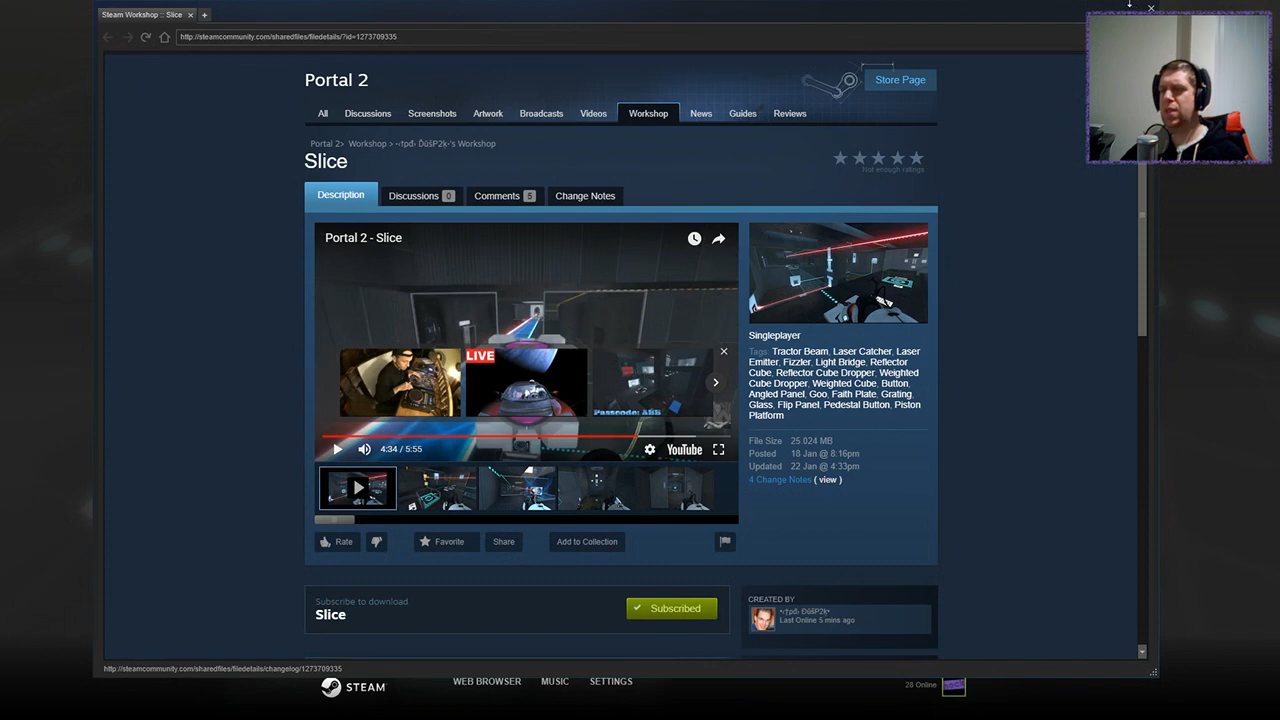 Steam Workshop :: Slice
http://steamcommunity.com/sharedfiles/filedetails/?id=1273709335
Portal 2
Store Page
All Discussions Screenshots Artwork Broadcasts Videos Workshop News Guides Reviews
Portal 2> Workshop >
Workshop
Slice
Not enough ratings
Description Discussions 0 Comments 5 Change Notes
Portal 2 - Slice
LIVE
4:34 / 5:55
YouTube
Singleplayer
Tags: Tractor Beam, Laser Catcher, Laser
Emitter, Fizzler, Light Bridge, Reflector
Cube, Reflector Cube Dropper, Weighted
Cube Dropper, Weighted Cube, Button,
Angled Panel, Goo, Faith Plate, Grating,
Glass, Flip Panel, Pedestal Button, Piston
Platform
File Size 25.024 MB
Posted 18 Jan @ 8:16pm
Updated 22 Jan @ 4:33pm
4 Change Notes ( view )
Rate Favorite Share Add to Collection
Subscribe to download
Slice
Subscribed
CREATED BY
Last Online 5 mins ago
http://steamcommunity.com/sharedfiles/filedetails/changelog/1273709335
STEAM
WEB BROWSER MUSIC SETTINGS
28 Online